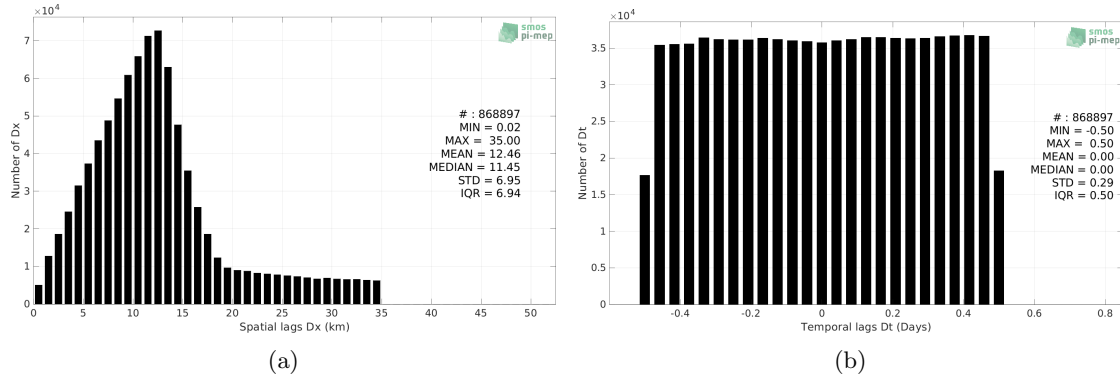 ×10⁴
7
6
5
4
3
2
1
0
Number of Dx
0 5 10 15 20 25 30 35 40 45 50
Spatial lags Dx (km)
smos
pi-mep
# : 868897
MIN = 0.02
MAX = 35.00
MEAN = 12.46
MEDIAN = 11.45
STD = 6.95
IQR = 6.94
(a)
×10⁴
3.5
3
2.5
2
1.5
1
0.5
0
Number of Dt
-0.4 -0.2 0 0.2 0.4 0.6 0.8
Temporal lags Dt (Days)
smos
pi-mep
# : 868897
MIN = -0.50
MAX = 0.50
MEAN = 0.00
MEDIAN = 0.00
STD = 0.29
IQR = 0.50
(b)